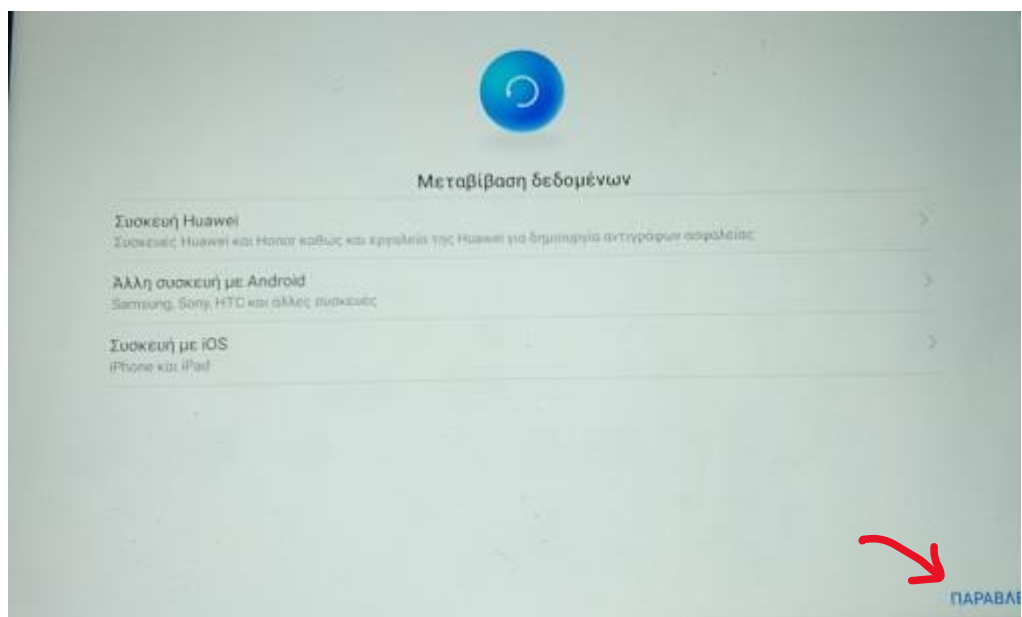 Μεταβίβαση δεδομένων
Συσκευή Huawei
Συσκευές Huawei και Honor καθώς και εργαλεία της Huawei για δημιουργία αντιγράφων ασφαλείας
Άλλη συσκευή με Android
Samsung, Sony, HTC και άλλες συσκευές
Συσκευή με iOS
iPhone και iPad
ΠΑΡΑΒΛΕ